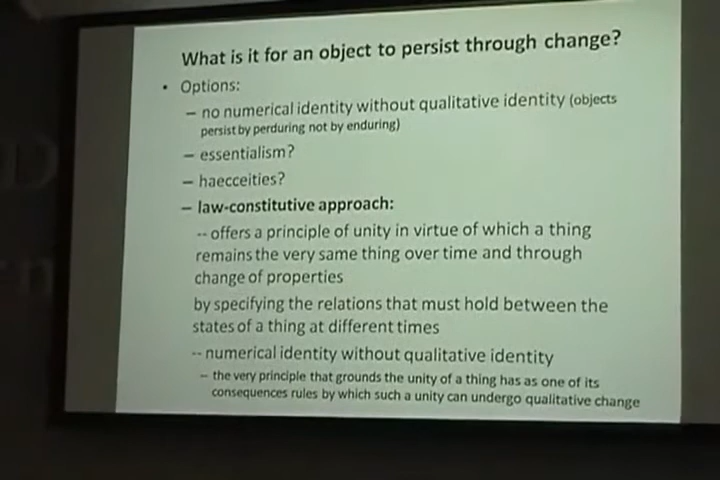 What is it for an object to persist through change?
• Options:
– no numerical identity without qualitative identity (objects
persist by perduring not by enduring)
– essentialism?
– haecceities?
– law-constitutive approach:
-- offers a principle of unity in virtue of which a thing
remains the very same thing over time and through
change of properties
by specifying the relations that must hold between the
states of a thing at different times
-- numerical identity without qualitative identity
– the very principle that grounds the unity of a thing has as one of its
consequences rules by which such a unity can undergo qualitative change